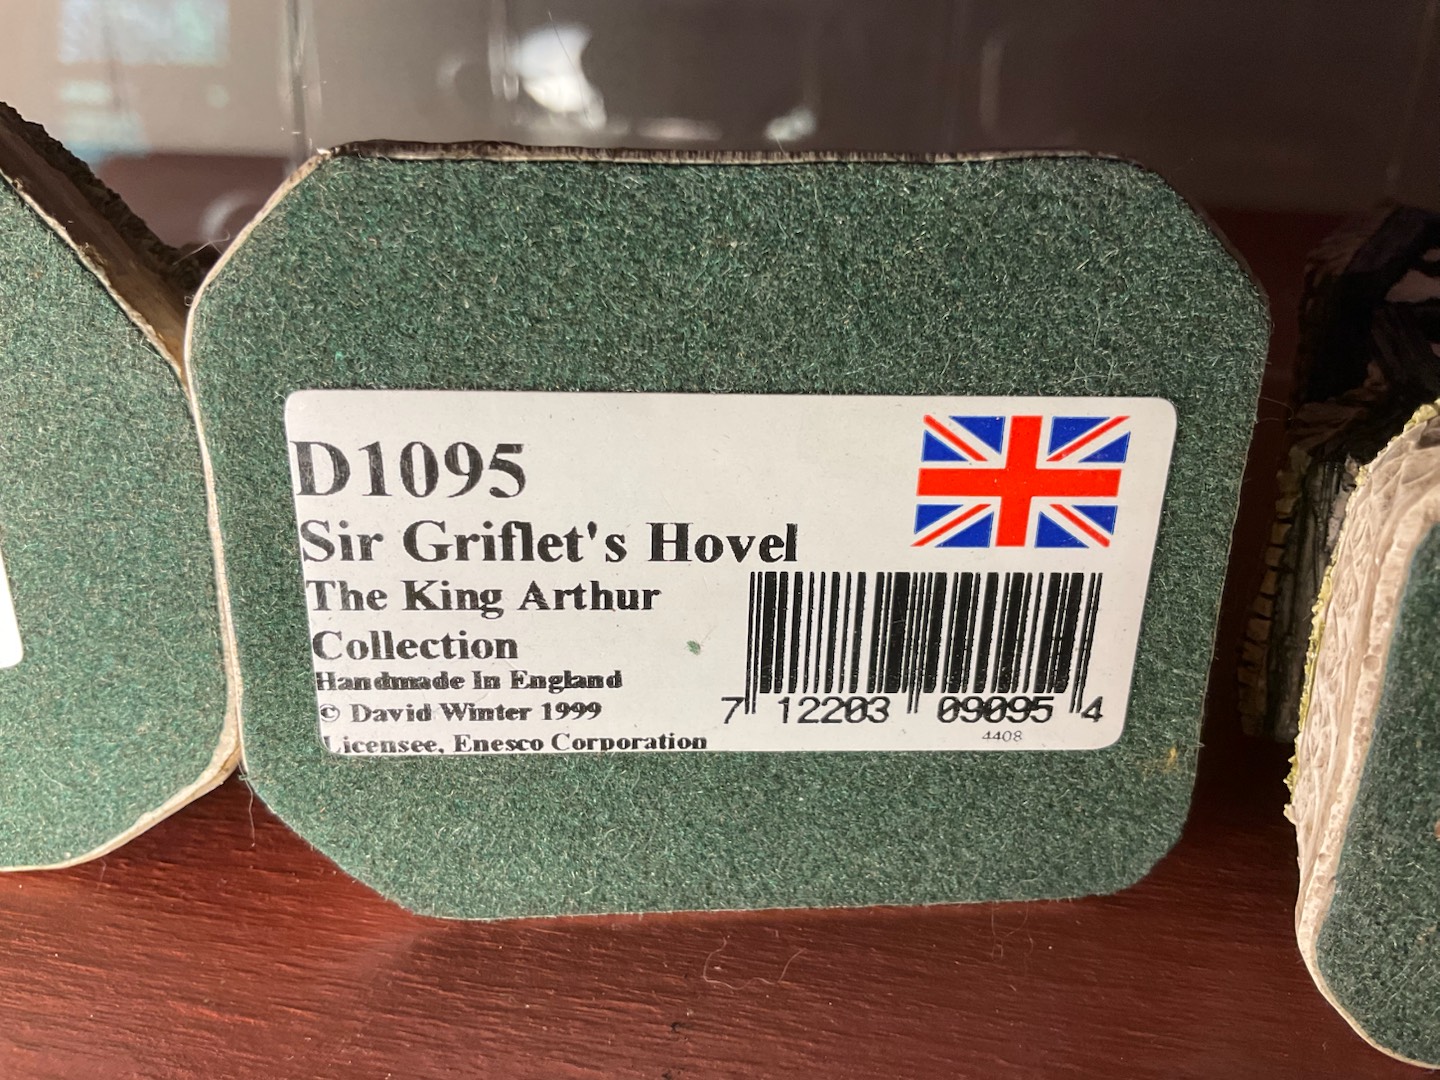 D1095
Sir Griflet's Hovel
The King Arthur
Collection
Handmade In England
© David Winter 1999
Licensee, Enesco Corporation
7 12203 09095 4
4408